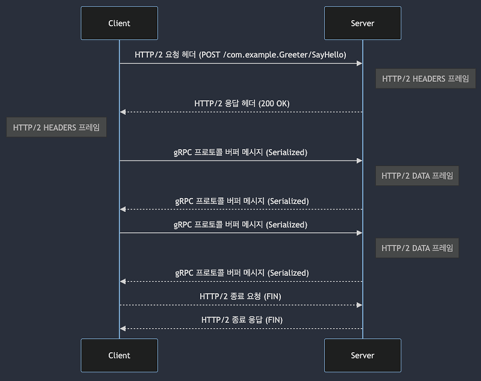 Client
Server
HTTP/2 요청 헤더 (POST /com.example.Greeter/SayHello)
HTTP/2 HEADERS 프레임
HTTP/2 응답 헤더 (200 OK)
HTTP/2 HEADERS 프레임
gRPC 프로토콜 버퍼 메시지 (Serialized)
HTTP/2 DATA 프레임
gRPC 프로토콜 버퍼 메시지 (Serialized)
gRPC 프로토콜 버퍼 메시지 (Serialized)
HTTP/2 DATA 프레임
gRPC 프로토콜 버퍼 메시지 (Serialized)
HTTP/2 종료 요청 (FIN)
HTTP/2 종료 응답 (FIN)
Client
Server